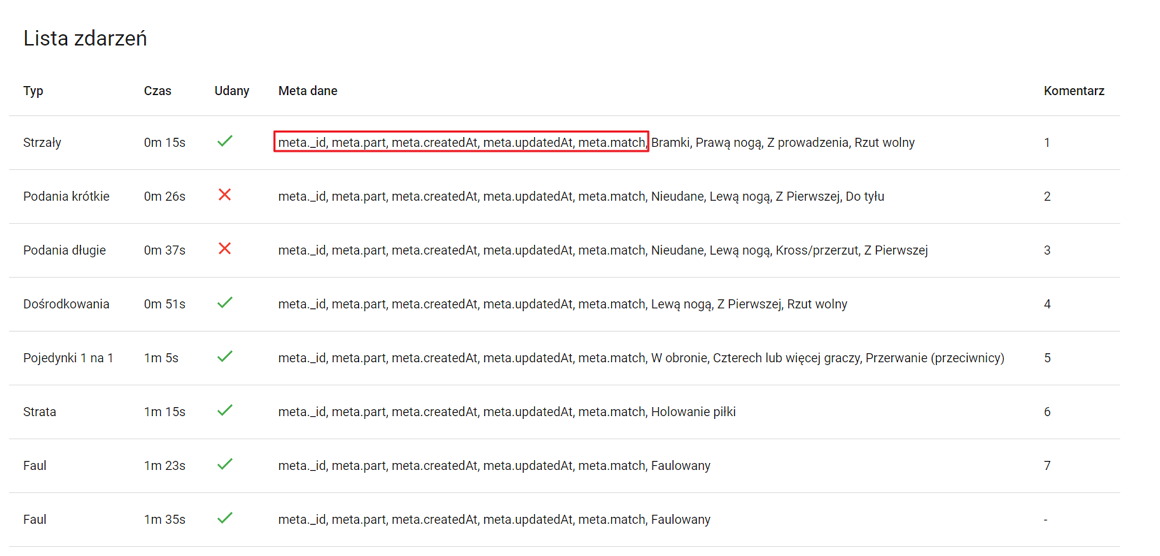 Lista zdarzeń
Typ Czas Udany Meta dane Komentarz
Strzały 0m 15s meta._id, meta.part, meta.createdAt, meta.updatedAt, meta.match, Bramki, Prawą nogą, Z prowadzenia, Rzut wolny 1
Podania krótkie 0m 26s meta._id, meta.part, meta.createdAt, meta.updatedAt, meta.match, Nieudane, Lewą nogą, Z Pierwszej, Do tyłu 2
Podania długie 0m 37s meta._id, meta.part, meta.createdAt, meta.updatedAt, meta.match, Nieudane, Lewą nogą, Kross/przerzut, Z Pierwszej 3
Dośrodkowania 0m 51s meta._id, meta.part, meta.createdAt, meta.updatedAt, meta.match, Lewą nogą, Z Pierwszej, Rzut wolny 4
Pojedynki 1 na 1 1m 5s meta._id, meta.part, meta.createdAt, meta.updatedAt, meta.match, W obronie, Czterech lub więcej graczy, Przerwanie (przeciwnicy) 5
Strata 1m 15s meta._id, meta.part, meta.createdAt, meta.updatedAt, meta.match, Holowanie piłki 6
Faul 1m 23s meta._id, meta.part, meta.createdAt, meta.updatedAt, meta.match, Faulowany 7
Faul 1m 35s meta._id, meta.part, meta.createdAt, meta.updatedAt, meta.match, Faulowany -